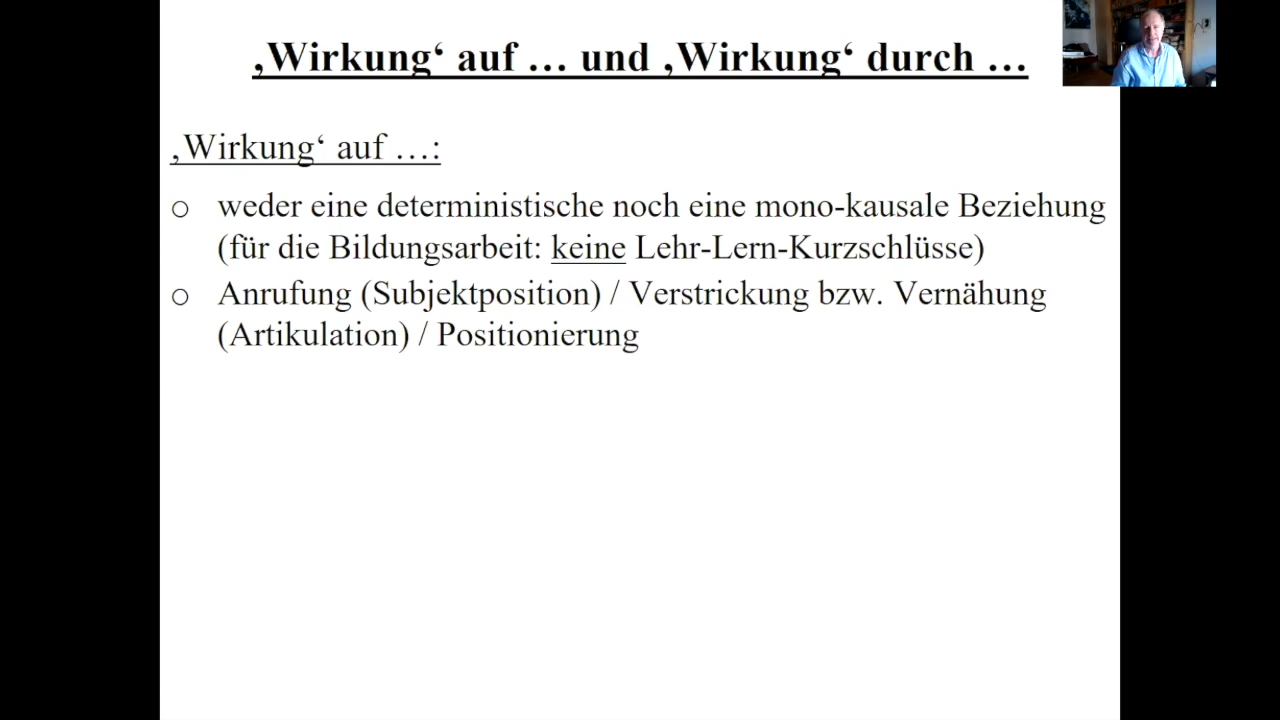 ‚Wirkung‘ auf … und ‚Wirkung‘ durch …
‚Wirkung‘ auf …:
o weder eine deterministische noch eine mono-kausale Beziehung
(für die Bildungsarbeit: keine Lehr-Lern-Kurzschlüsse)
o Anrufung (Subjektposition) / Verstrickung bzw. Vernähung
(Artikulation) / Positionierung